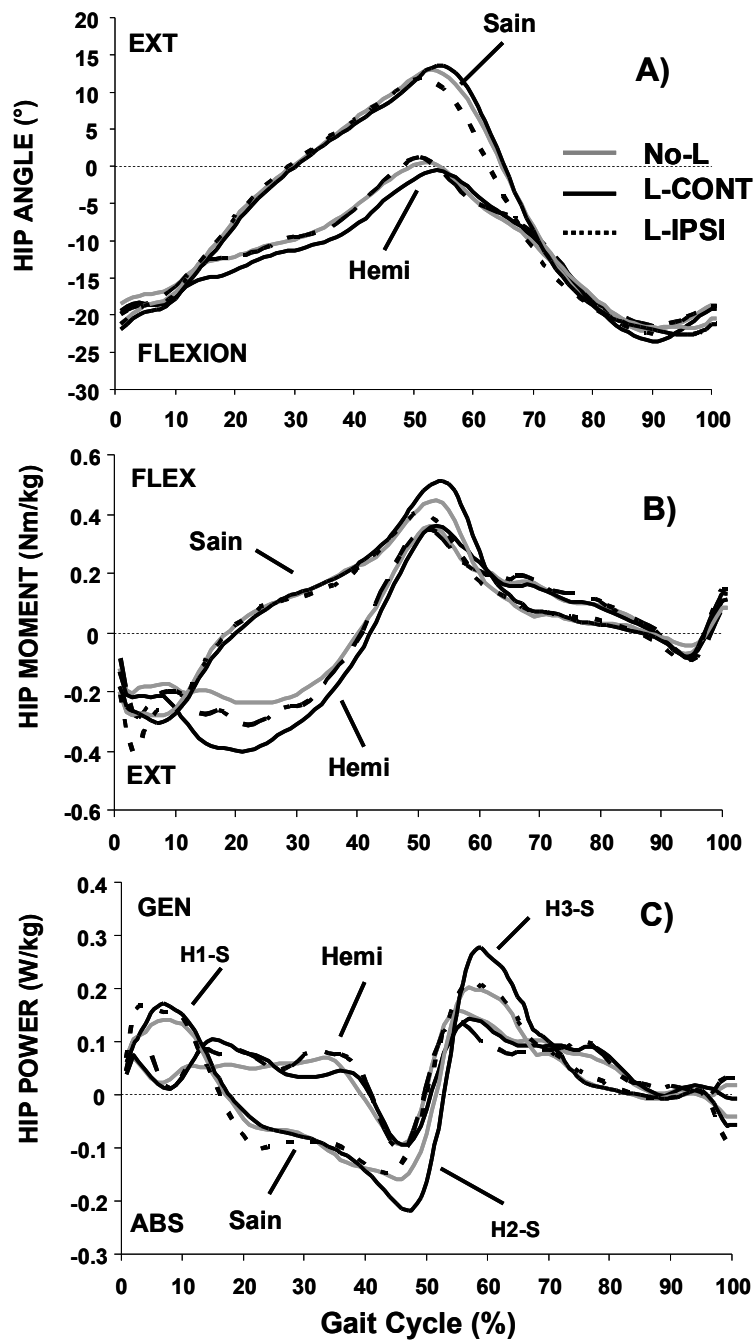 20
EXT
Sain
A)
15
10
5
0
-5
-10
-15
-20
-25
-30
HIP ANGLE (°)
No-L
L-CONT
L-IPSI
Hemi
FLEXION
0 10 20 30 40 50 60 70 80 90 100
0.6
FLEX
B)
0.4
Sain
0.2
0
-0.2
-0.4
-0.6
HIP MOMENT (Nm/kg)
Hemi
EXT
0 10 20 30 40 50 60 70 80 90 100
0.4
GEN
H3-S
C)
0.3
H1-S
Hemi
0.2
0.1
0
-0.1
-0.2
-0.3
HIP POWER (W/kg)
Sain
ABS
H2-S
0 10 20 30 40 50 60 70 80 90 100
Gait Cycle (%)